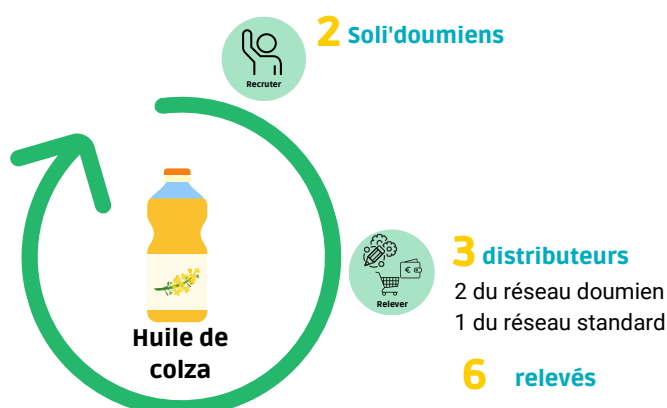 2 Soli'doumiens
Recruter
3 distributeurs
2 du réseau doumien
1 du réseau standard
Relever
Huile de
colza
6 relevés